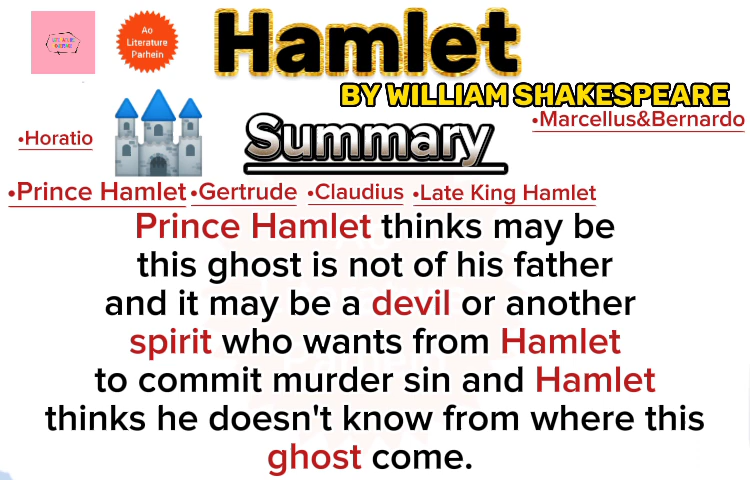 Ao
Literature
Parhein
Hamlet
BY WILLIAM SHAKESPEARE
•Horatio
Summary
•Marcellus&Bernardo
•Prince Hamlet •Gertrude •Claudius •Late King Hamlet
Prince Hamlet thinks may be
this ghost is not of his father
and it may be a devil or another
spirit who wants from Hamlet
to commit murder sin and Hamlet
thinks he doesn't know from where this
ghost come.